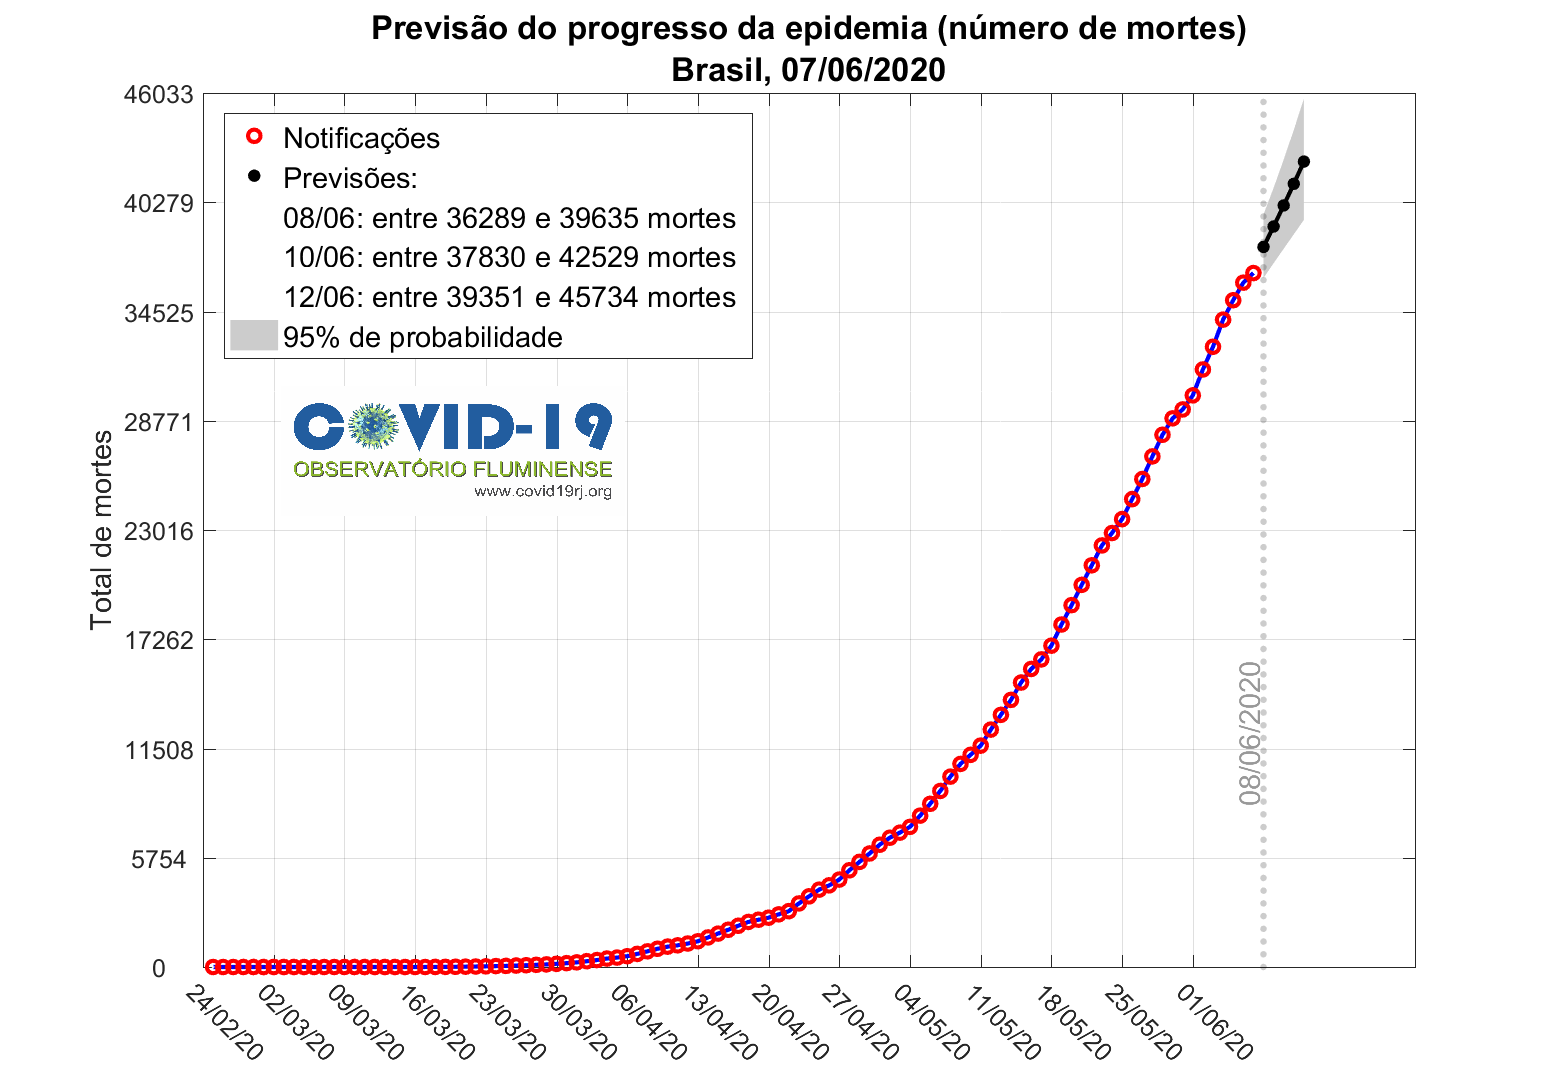 Previsão do progresso da epidemia (número de mortes)
Brasil, 07/06/2020
46033
40279
34525
28771
23016
17262
11508
5754
0
Total de mortes
Notificações
Previsões:
08/06: entre 36289 e 39635 mortes
10/06: entre 37830 e 42529 mortes
12/06: entre 39351 e 45734 mortes
95% de probabilidade
COVID-19
OBSERVATÓRIO FLUMINENSE
www.covid19rj.org
08/06/2020
24/02/20
02/03/20
09/03/20
16/03/20
23/03/20
30/03/20
06/04/20
13/04/20
20/04/20
27/04/20
04/05/20
11/05/20
18/05/20
25/05/20
01/06/20